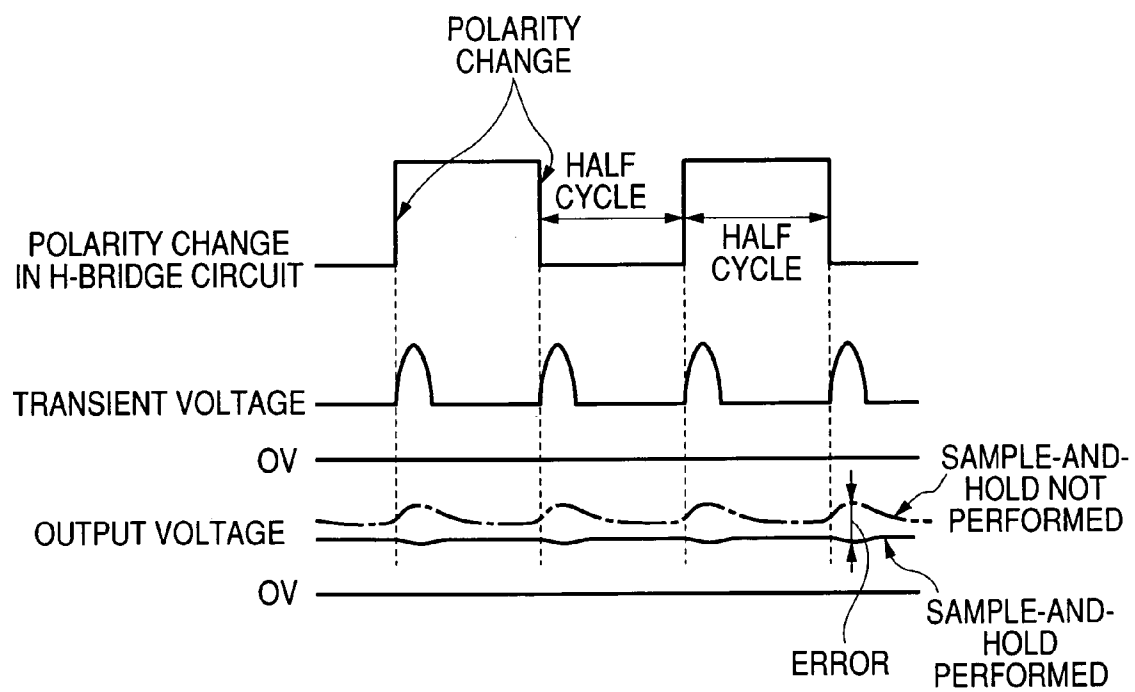 POLARITY
CHANGE
HALF
CYCLE
HALF
CYCLE
POLARITY CHANGE
IN H-BRIDGE CIRCUIT
TRANSIENT VOLTAGE
OV
SAMPLE-AND-
HOLD NOT
PERFORMED
OUTPUT VOLTAGE
OV
SAMPLE-AND-
HOLD
PERFORMED
ERROR